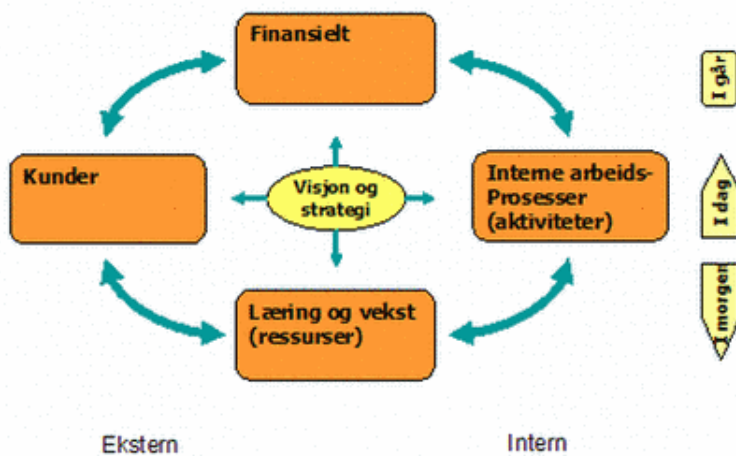 Finansielt
I går
Kunder
Visjon og
strategi
Interne arbeids-
Prosesser
(aktiviteter)
I dag
Læring og vekst
(ressurser)
I morgen
Ekstern
Intern